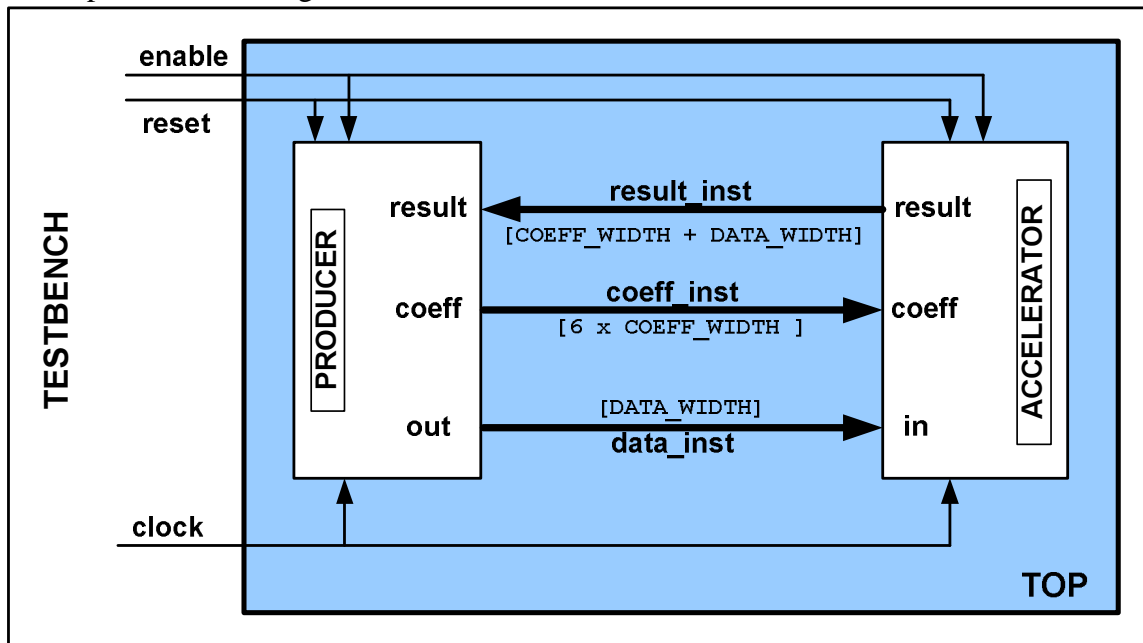 enable
reset
TESTBENCH
PRODUCER
result
result_inst
result
[COEFF_WIDTH + DATA_WIDTH]
coeff
coeff_inst
coeff
[6 x COEFF_WIDTH ]
ACCELERATOR
[DATA_WIDTH]
out
data_inst
in
clock
TOP